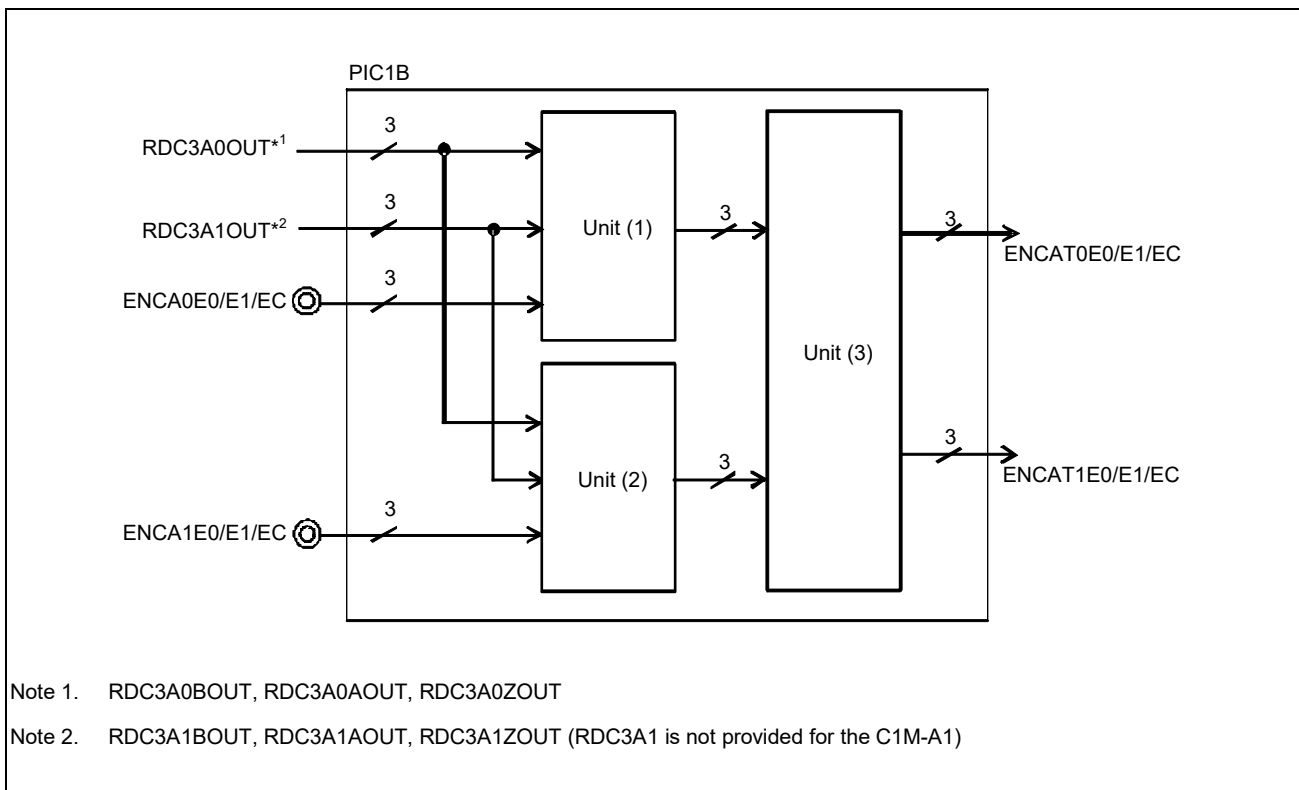 PIC1B
3
RDC3A0OUT*1
3
RDC3A1OUT*2
3
ENCA0E0/E1/EC
Unit (1)
3
3
ENCAT0E0/E1/EC
Unit (3)
3
ENCAT1E0/E1/EC
3
Unit (2)
3
ENCA1E0/E1/EC
Note 1. RDC3A0BOUT, RDC3A0AOUT, RDC3A0ZOUT
Note 2. RDC3A1BOUT, RDC3A1AOUT, RDC3A1ZOUT (RDC3A1 is not provided for the C1M-A1)